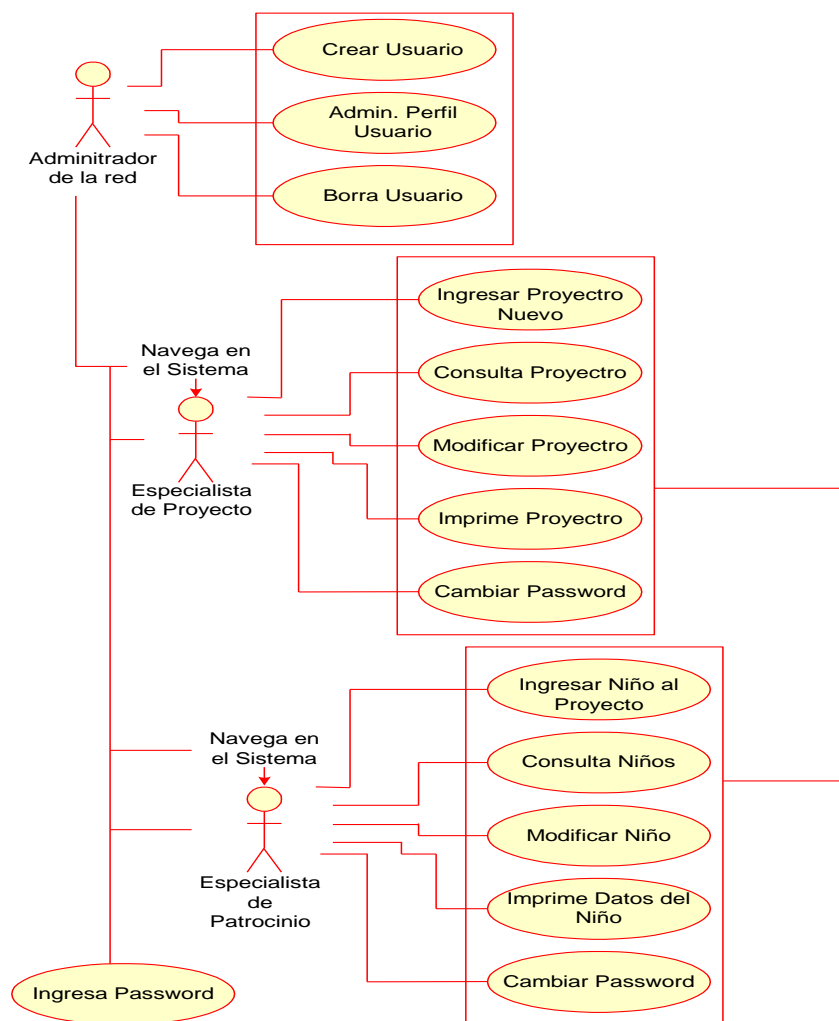 Crear Usuario
Admin. Perfil
Usuario
Borra Usuario
Adminitrador
de la red
Ingresar Proyectro
Nuevo
Consulta Proyectro
Modificar Proyectro
Imprime Proyectro
Cambiar Password
Navega en
el Sistema
Especialista
de Proyecto
Ingresar Niño al
Proyecto
Consulta Niños
Modificar Niño
Imprime Datos del
Niño
Cambiar Password
Navega en
el Sistema
Especialista
de
Patrocinio
Ingresa Password